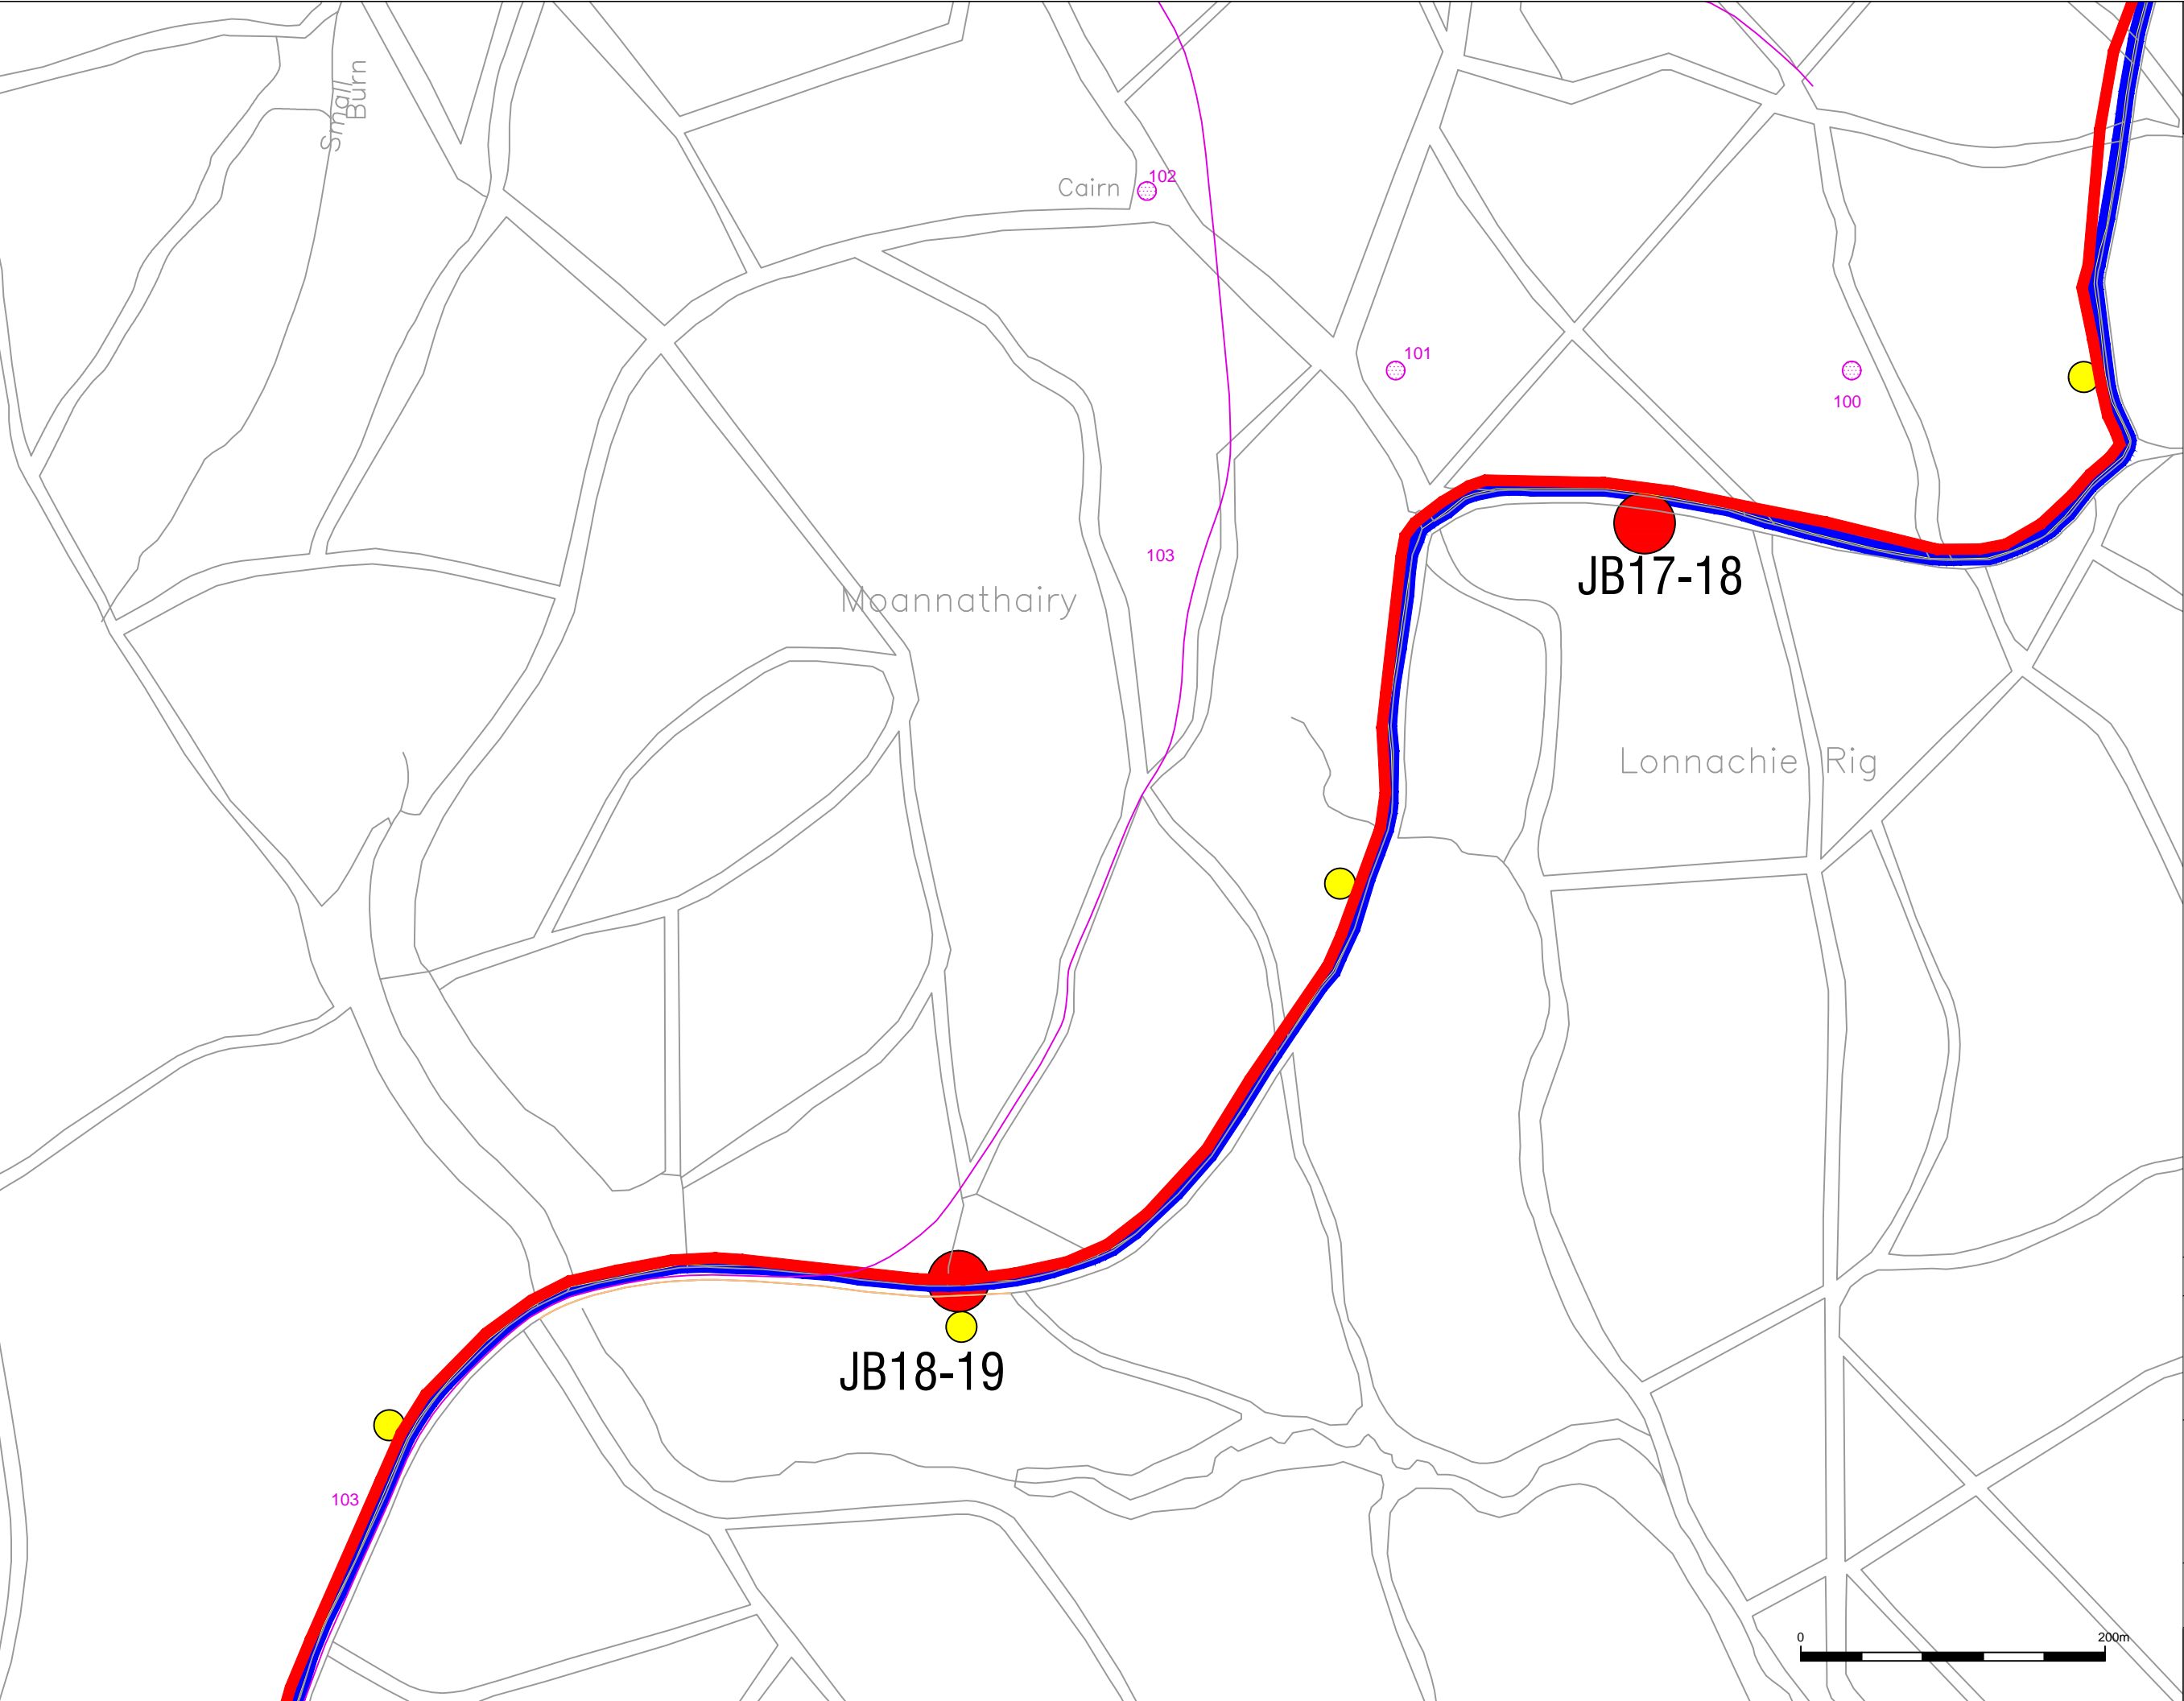 Small
Burn
Cairn
102
101
100
103
Moannathairy
JB17-18
Lonnachie Rig
JB18-19
103
0 200m